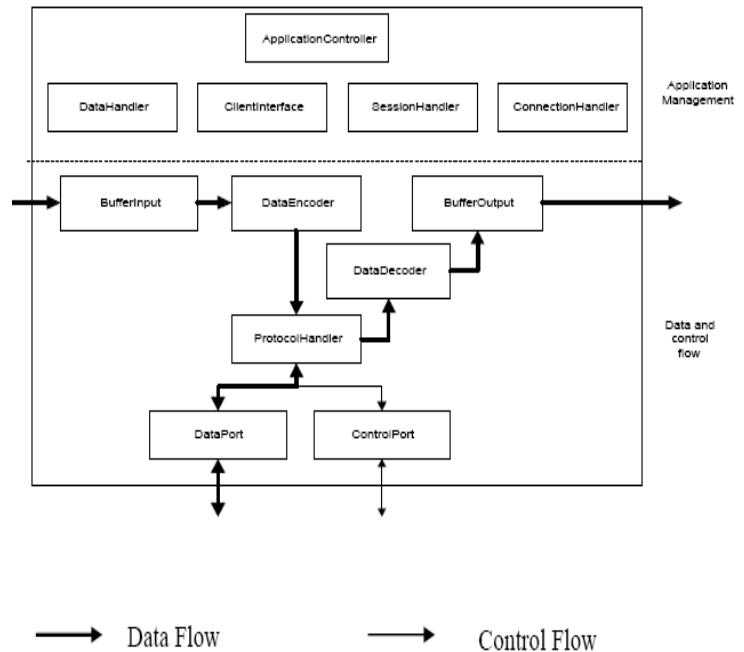 ApplicationController
DataHandler
ClientInterface
SessionHandler
ConnectionHandler
Application
Management
BufferInput
DataEncoder
BufferOutput
DataDecoder
ProtocolHandler
Data and
control
flow
DataPort
ControlPort
Data Flow
Control Flow